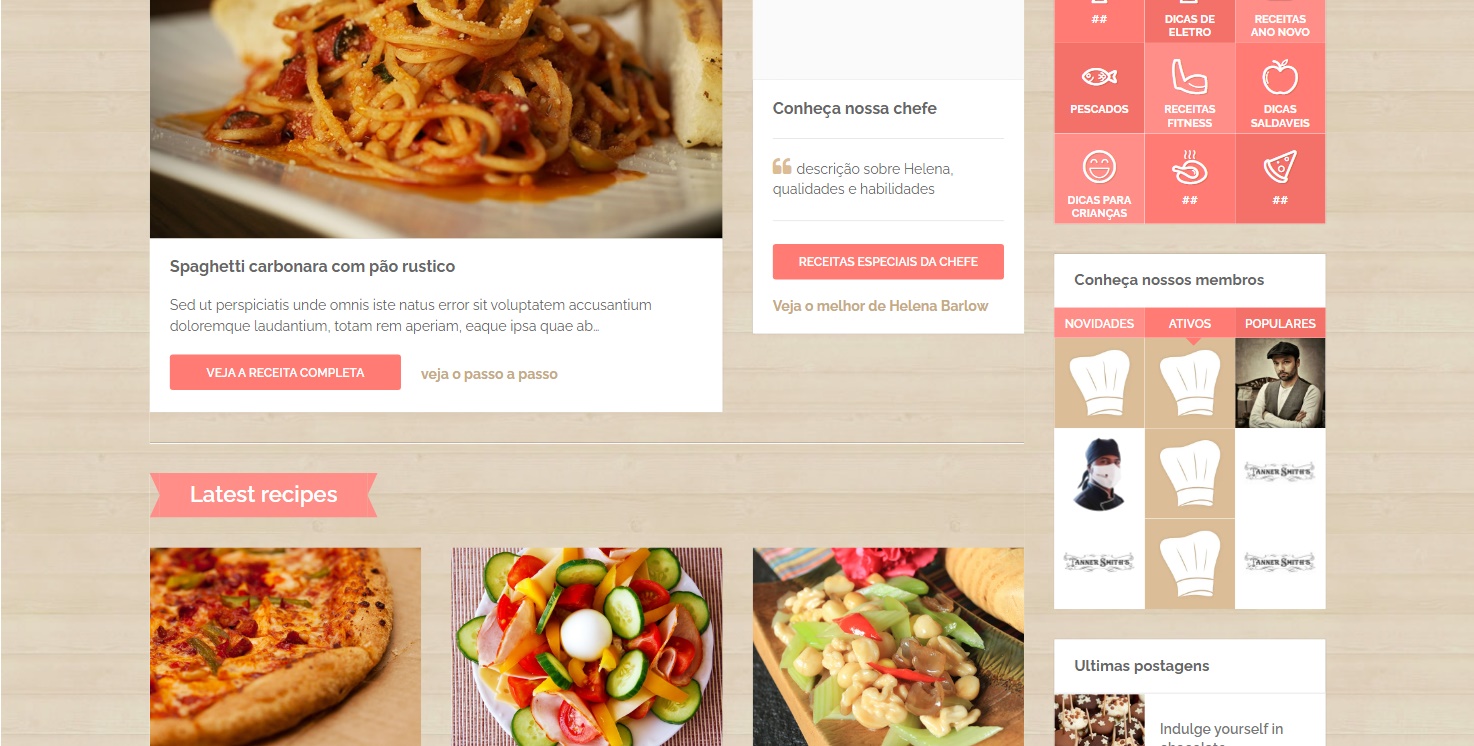 Spaghetti carbonara com pão rustico
Sed ut perspiciatis unde omnis iste natus error sit voluptatem accusantium
doloremque laudantium, totam rem aperiam, eaque ipsa quae ab...
VEJA A RECEITA COMPLETA
veja o passo a passo
Conheça nossa chefe
descrição sobre Helena,
qualidades e habilidades
RECEITAS ESPECIAIS DA CHEFE
Veja o melhor de Helena Barlow
Latest recipes
##
DICAS DE
ELETRO
RECEITAS
ANO NOVO
PESCADOS
RECEITAS
FITNESS
DICAS
SALDAVEIS
DICAS PARA
CRIANÇAS
##
##
Conheça nossos membros
NOVIDADES
ATIVOS
POPULARES
TANNER SMITH'S
TANNER SMITH'S
TANNER SMITH'S
Ultimas postagens
Indulge yourself in
chocolate